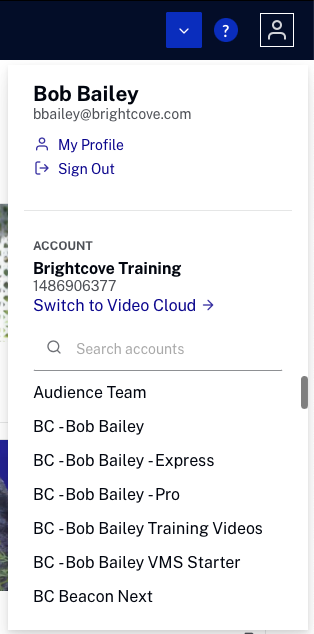 ?
Bob Bailey
bbailey@brightcove.com
My Profile
Sign Out
ACCOUNT
Brightcove Training
1486906377
Switch to Video Cloud →
Search accounts
Audience Team
BC - Bob Bailey
BC - Bob Bailey - Express
BC - Bob Bailey - Pro
BC - Bob Bailey Training Videos
BC - Bob Bailey VMS Starter
BC Beacon Next